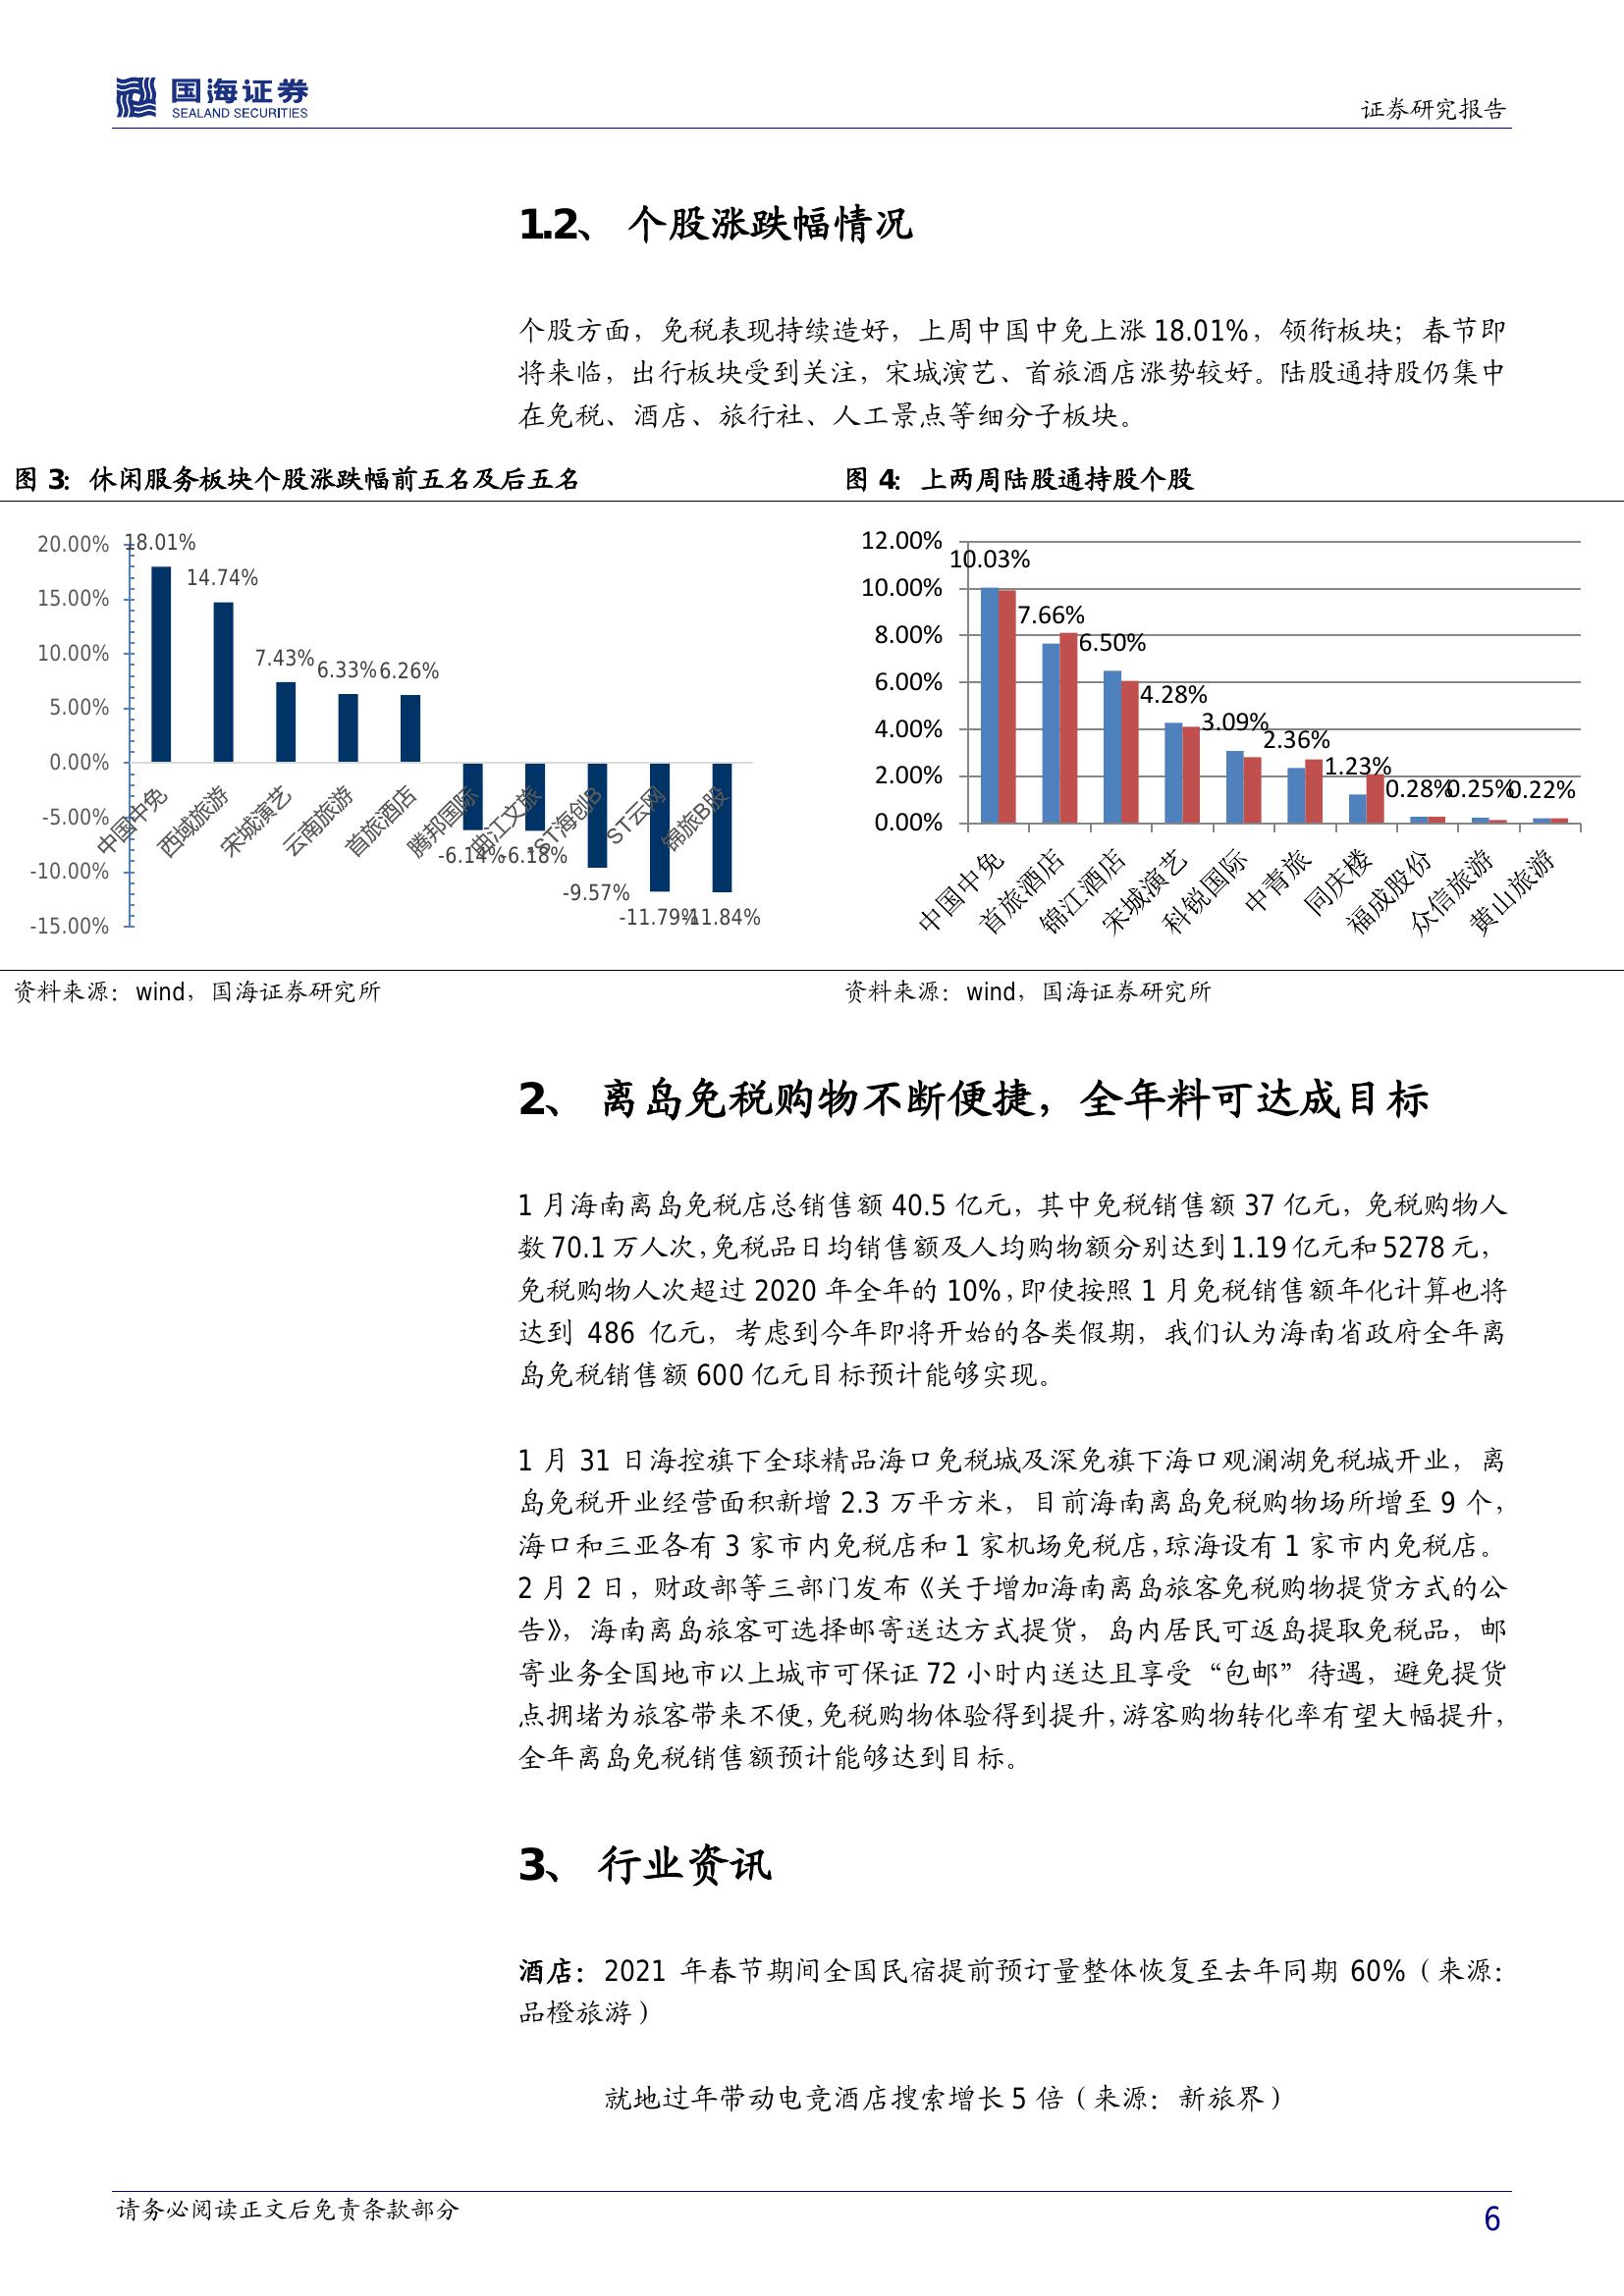 国海证券
SEALAND SECURITIES
证券研究报告
1.2、 个股涨跌幅情况
个股方面，免税表现持续造好，上周中国中免上涨 18.01%，领衔板块；春节即
将来临，出行板块受到关注，宋城演艺、首旅酒店涨势较好。陆股通持股仍集中
在免税、酒店、旅行社、人工景点等细分子板块。
图 3：休闲服务板块个股涨跌幅前五名及后五名
20.00%
15.00%
10.00%
5.00%
0.00%
-5.00%
-10.00%
-15.00%
18.01%
14.74%
7.43%
6.33%
6.26%
-6.14%
-6.18%
-9.57%
-11.79%
-11.84%
中国中免
西域旅游
宋城演艺
云南旅游
首旅酒店
腾邦国际
曲江文旅
*ST海创B
ST云网
锦旅B股
资料来源：wind，国海证券研究所
图 4：上两周陆股通持股个股
12.00%
10.00%
8.00%
6.00%
4.00%
2.00%
0.00%
10.03%
7.66%
6.50%
4.28%
3.09%
2.36%
1.23%
0.28%
0.25%
0.22%
中国中免
首旅酒店
锦江酒店
宋城演艺
科锐国际
中青旅
同庆楼
福成股份
众信旅游
黄山旅游
资料来源：wind，国海证券研究所
2、 离岛免税购物不断便捷，全年料可达成目标
1 月海南离岛免税店总销售额 40.5 亿元，其中免税销售额 37 亿元，免税购物人
数 70.1 万人次，免税品日均销售额及人均购物额分别达到 1.19 亿元和 5278 元，
免税购物人次超过 2020 年全年的 10%，即使按照 1 月免税销售额年化计算也将
达到 486 亿元，考虑到今年即将开始的各类假期，我们认为海南省政府全年离
岛免税销售额 600 亿元目标预计能够实现。
1 月 31 日海控旗下全球精品海口免税城及深免旗下海口观澜湖免税城开业，离
岛免税开业经营面积新增 2.3 万平方米，目前海南离岛免税购物场所增至 9 个，
海口和三亚各有 3 家市内免税店和 1 家机场免税店，琼海设有 1 家市内免税店。
2 月 2 日，财政部等三部门发布《关于增加海南离岛旅客免税购物提货方式的公
告》，海南离岛旅客可选择邮寄送达方式提货，岛内居民可返岛提取免税品，邮
寄业务全国地市以上城市可保证 72 小时内送达且享受“包邮”待遇，避免提货
点拥堵为旅客带来不便，免税购物体验得到提升，游客购物转化率有望大幅提升，
全年离岛免税销售额预计能够达到目标。
3、 行业资讯
酒店：2021 年春节期间全国民宿提前预订量整体恢复至去年同期 60%（来源：
品橙旅游）
就地过年带动电竞酒店搜索增长 5 倍（来源：新旅界）
请务必阅读正文后免责条款部分
6